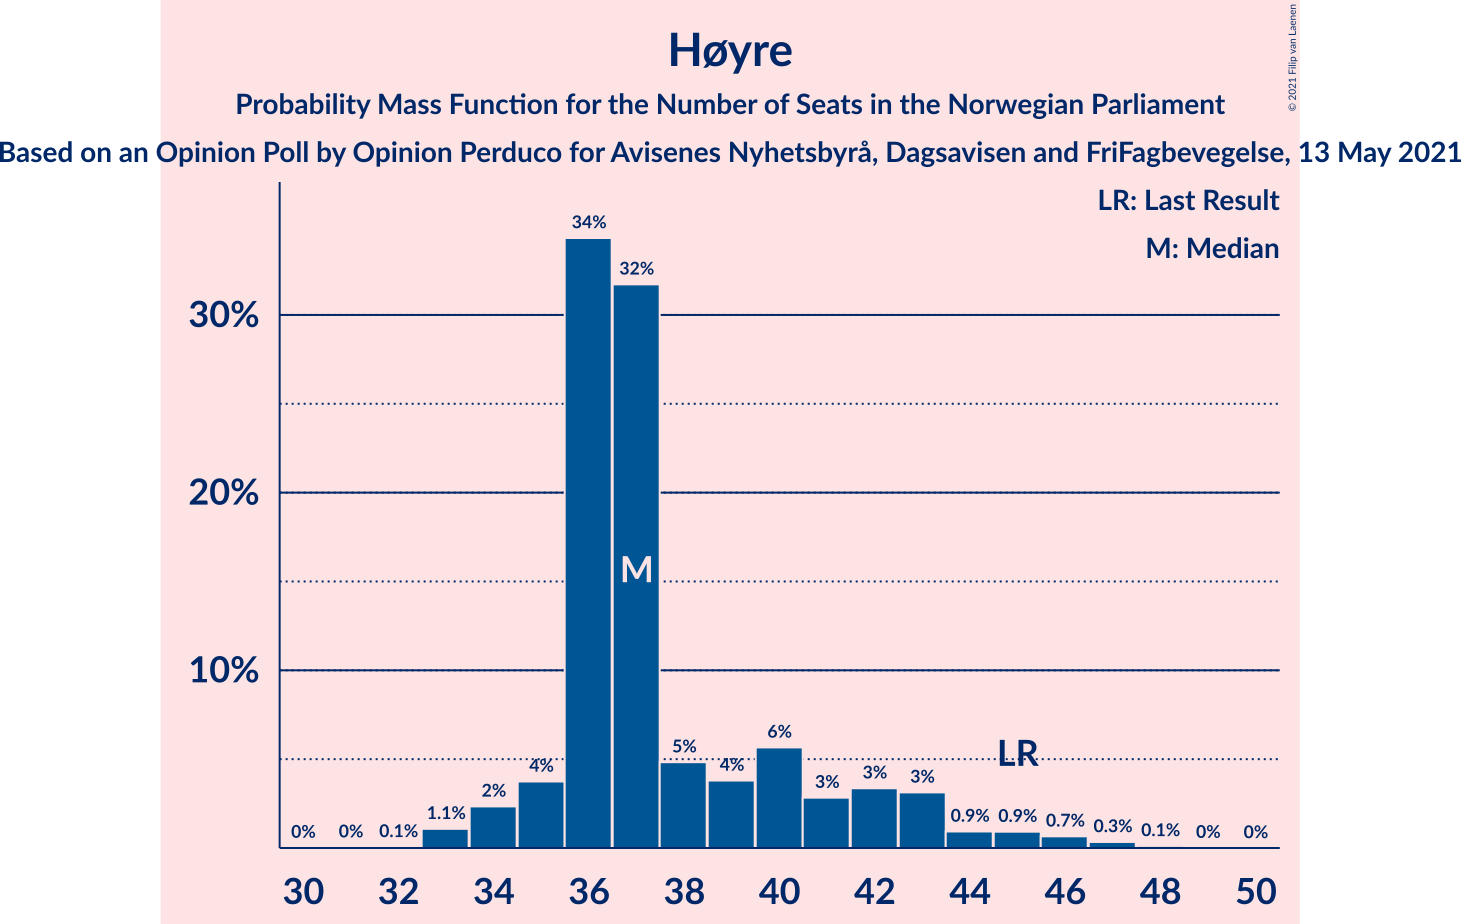 Høyre
Probability Mass Function for the Number of Seats in the Norwegian Parliament
Based on an Opinion Poll by Opinion Perduco for Avisenes Nyhetsbyrå, Dagsavisen and FriFagbevegelse, 13 May 2021
© 2021 Filip van Laenen
LR: Last Result
M: Median
34%
32%
30%
20%
M
10%
6%
5%
4%
4%
LR
3%
3%
3%
2%
1.1%
0.9%
0.9%
0.7%
0.3%
0%
0%
0.1%
0.1%
0%
0%
30 32 34 36 38 40 42 44 46 48 50